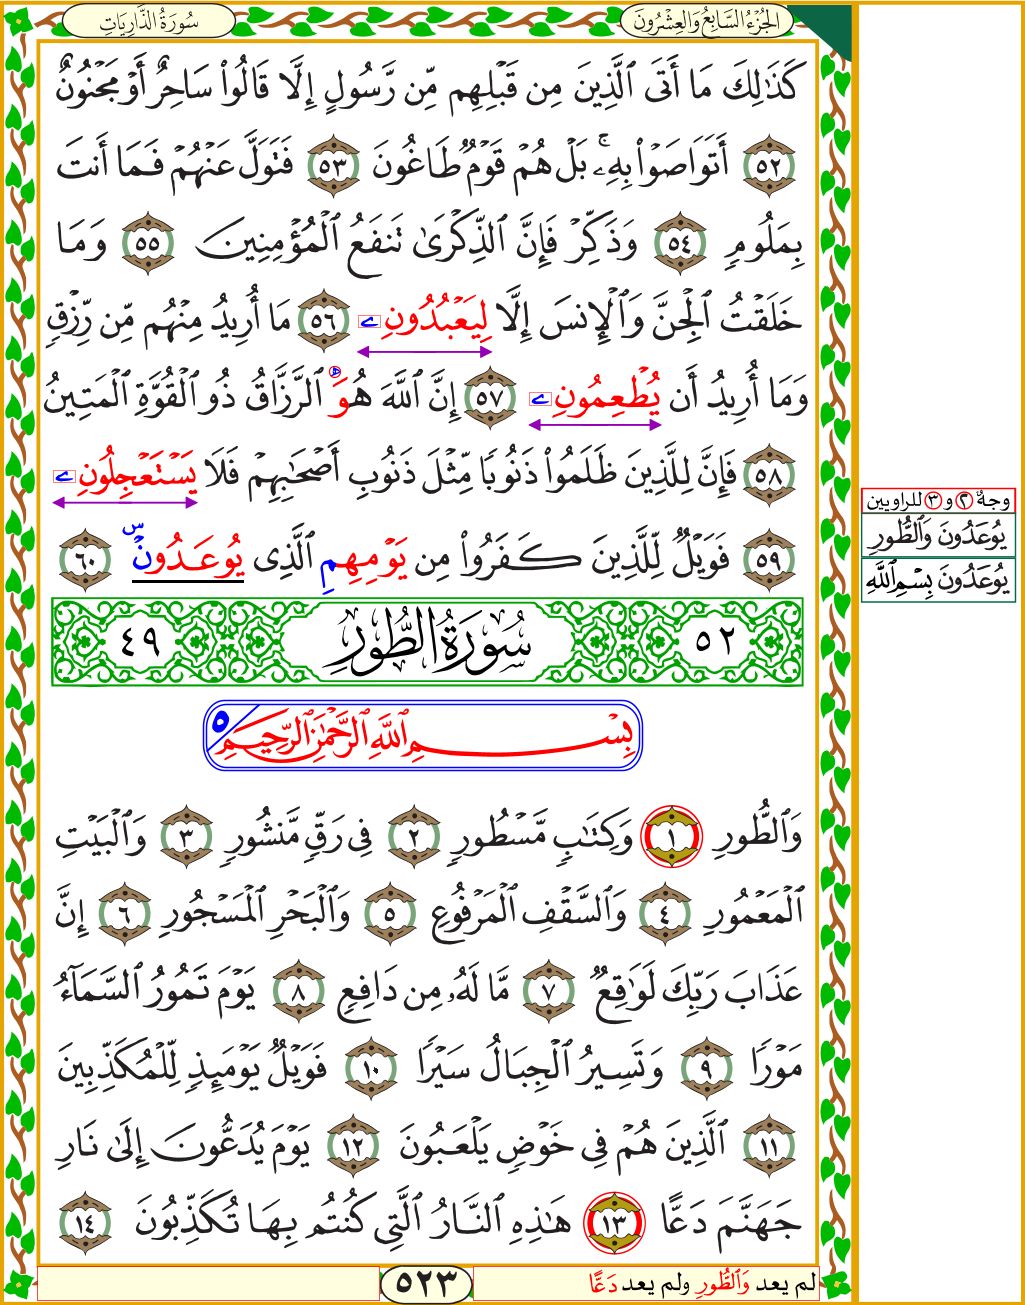 الجُزْءُ السَّابِعُ وَالعِشْرُونَ
سُورَةُ الذَّارِيَاتِ
كَذَٰلِكَ مَا أَتَى ٱلَّذِينَ مِن قَبْلِهِم مِّن رَّسُولٍ إِلَّا قَالُواْ سَاحِرٌ أَوْ مَجْنُونٌ
٥٢ أَتَوَاصَوْاْ بِهِۦۚ بَلْ هُمْ قَوْمٌ طَاغُونَ ٥٣ فَتَوَلَّ عَنْهُمْ فَمَا أَنتَ
بِمَلُومٍ ٥٤ وَذَكِّرْ فَإِنَّ ٱلذِّكْرَىٰ تَنفَعُ ٱلْمُؤْمِنِينَ ٥٥ وَمَا
خَلَقْتُ ٱلْجِنَّ وَٱلْإِنسَ إِلَّا لِيَعْبُدُونِۦ ٥٦ مَا أُرِيدُ مِنْهُم مِّن رِّزْقٍ
وَمَا أُرِيدُ أَن يُطْعِمُونِۦ ٥٧ إِنَّ ٱللَّهَ هُوَ ٱلرَّزَّاقُ ذُو ٱلْقُوَّةِ ٱلْمَتِينُ
٥٨ فَإِنَّ لِلَّذِينَ ظَلَمُواْ ذَنُوبًا مِّثْلَ ذَنُوبِ أَصْحَٰبِهِمْ فَلَا يَسْتَعْجِلُونِۦ
٥٩ فَوَيْلٌ لِّلَّذِينَ كَفَرُواْ مِن يَوْمِهِمِ ٱلَّذِى يُوعَدُونَ س ٦٠
٥٢ سُورَةُ الطُّورِ ٤٩
بِسْمِ ٱللَّهِ ٱلرَّحْمَٰنِ ٱلرَّحِيمِ ٥
وَٱلطُّورِ ١ وَكِتَٰبٍ مَّسْطُورٍ ٢ فِى رَقٍّ مَّنشُورٍ ٣ وَٱلْبَيْتِ
ٱلْمَعْمُورِ ٤ وَٱلسَّقْفِ ٱلْمَرْفُوعِ ٥ وَٱلْبَحْرِ ٱلْمَسْجُورِ ٦ إِنَّ
عَذَابَ رَبِّكَ لَوَٰقِعٌ ٧ مَّا لَهُۥ مِن دَافِعٍ ٨ يَوْمَ تَمُورُ ٱلسَّمَآءُ
مَوْرًا ٩ وَتَسِيرُ ٱلْجِبَالُ سَيْرًا ١٠ فَوَيْلٌ يَوْمَئِذٍ لِّلْمُكَذِّبِينَ
١١ ٱلَّذِينَ هُمْ فِى خَوْضٍ يَلْعَبُونَ ١٢ يَوْمَ يُدَعُّونَ إِلَىٰ نَارِ
جَهَنَّمَ دَعًّا ١٣ هَٰذِهِ ٱلنَّارُ ٱلَّتِى كُنتُم بِهَا تُكَذِّبُونَ ١٤
لم يعد وَٱلطُّورِ ولم يعد دَعًّا
٥٢٣
وجهٌ ٢ و ٣ للراويين
يُوعَدُونَ وَٱلطُّورِ
يُوعَدُونَ بِسْمِ ٱللَّهِ